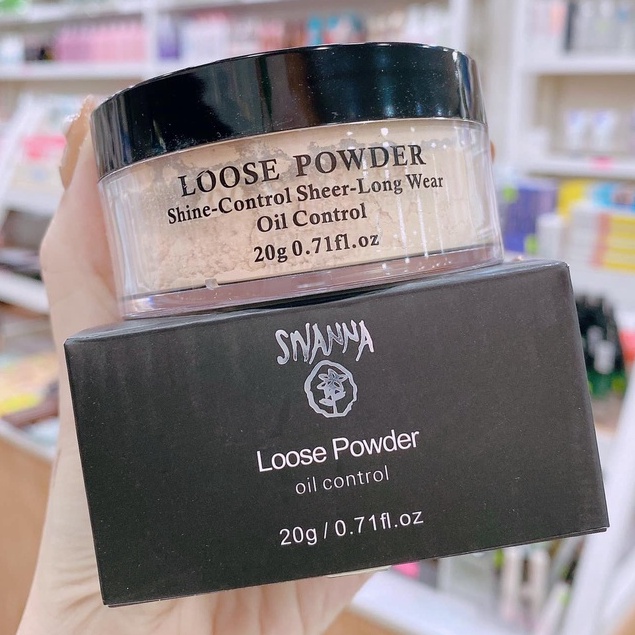 LOOSE POWDER
Shine-Control Sheer-Long Wear
Oil Control
20g 0.71fl.oz
SIVANNA
Loose Powder
oil control
20g / 0.71fl.oz